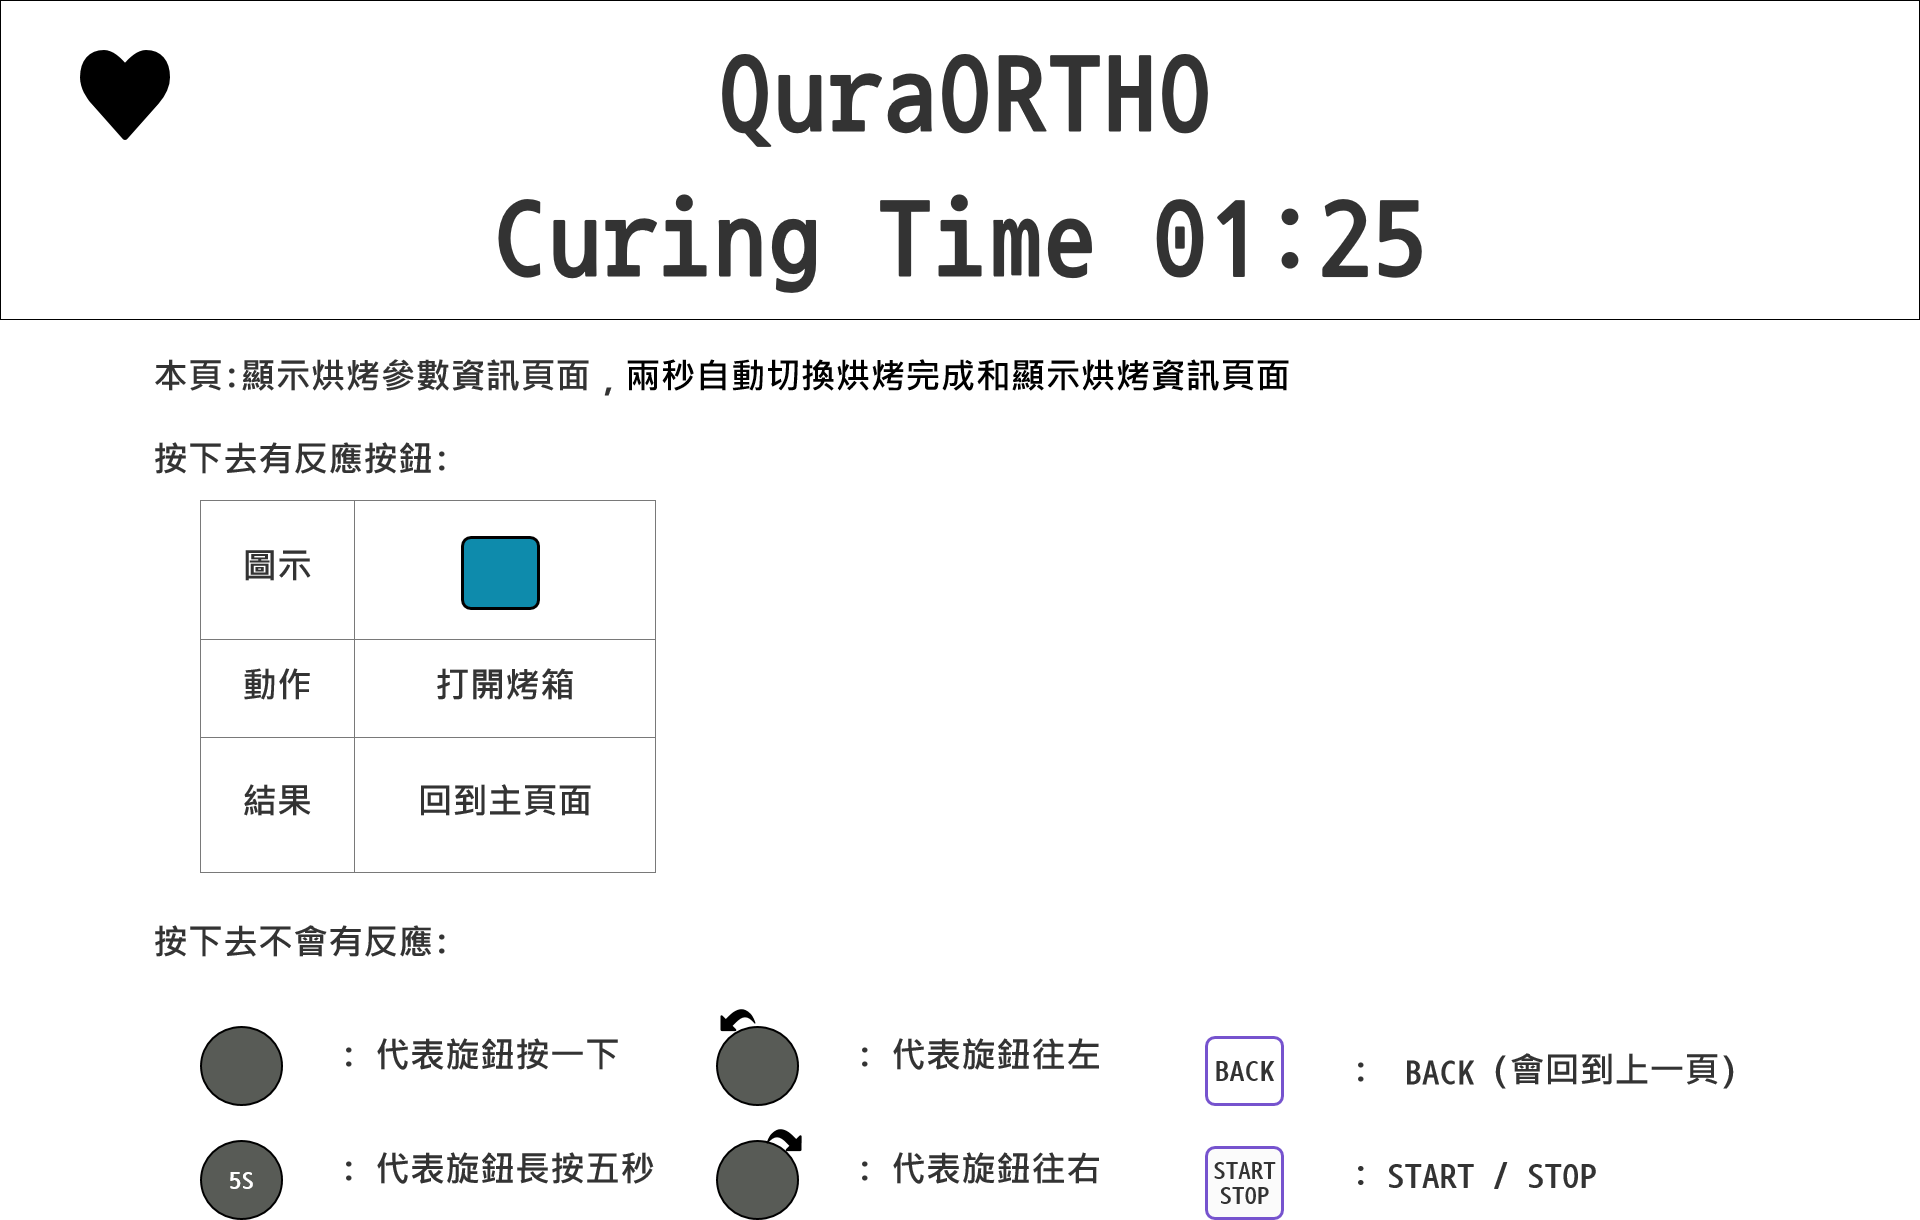 QuraORTHO
Curing Time 01:25
本頁:顯示烘烤參數資訊頁面，兩秒自動切換烘烤完成和顯示烘烤資訊頁面
按下去有反應按鈕:
圖示
動作 打開烤箱
結果 回到主頁面
按下去不會有反應:
: 代表旋鈕按一下 : 代表旋鈕往左 BACK : BACK (會回到上一頁)
5S : 代表旋鈕長按五秒 : 代表旋鈕往右 START
STOP : START / STOP